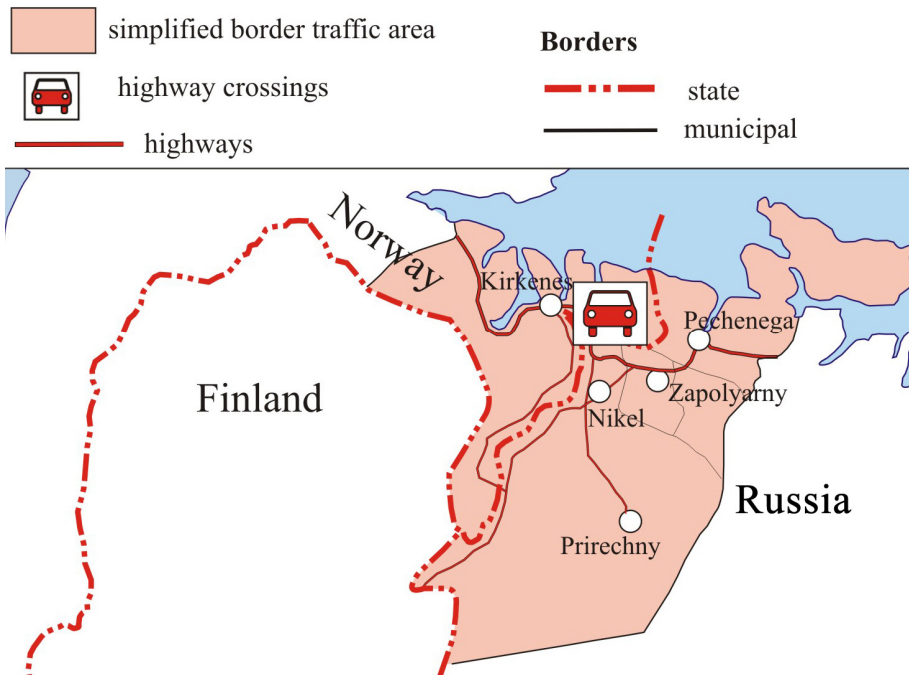 simplified border traffic area
highway crossings
highways
Borders
state
municipal
Norway
Kirkenes
Pechenega
Finland
Nikel
Zapolyarny
Russia
Prirechny